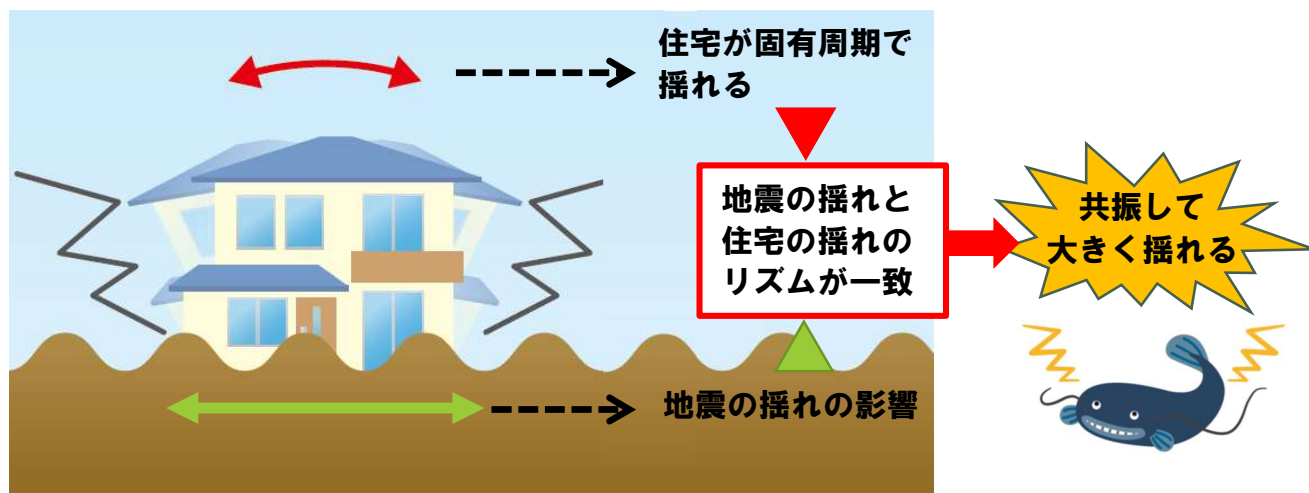 住宅が固有周期で
揺れる
地震の揺れと
住宅の揺れの
リズムが一致
共振して
大きく揺れる
地震の揺れの影響